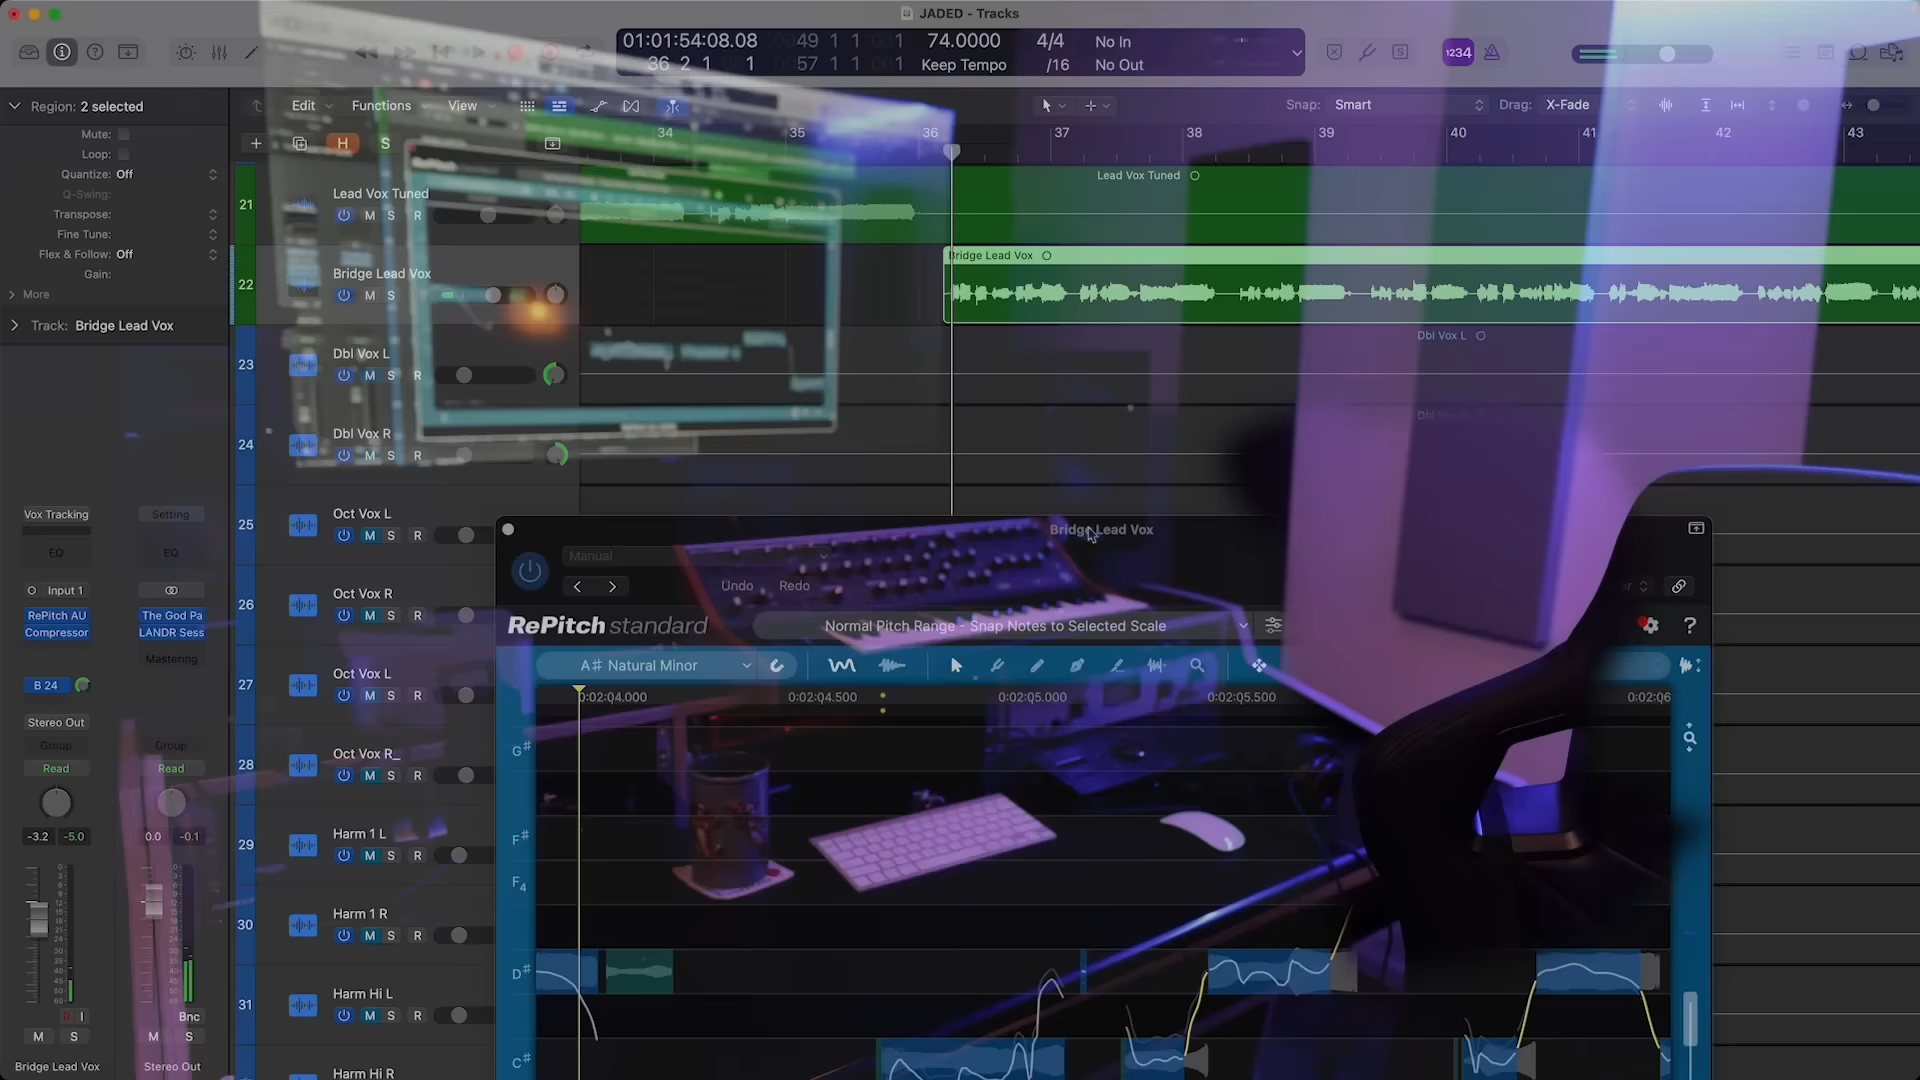 JADED - Tracks
01:01:54:08.08 49 1 1 1 74.0000 4/4 No In
36 2 1 1 57 1 1 1 Keep Tempo /16 No Out
1234
Region: 2 selected
Edit Functions View
Snap: Smart
Drag: X-Fade
Mute:
Loop:
Quantize: Off
Q-Swing:
Transpose:
Fine Tune:
Flex & Follow: Off
Gain:
More
Track: Bridge Lead Vox
H S
34 35 36 37 38 39 40 41 42 43
21 Lead Vox Tuned
M S R
Lead Vox Tuned
22 Bridge Lead Vox
M S
Bridge Lead Vox
23 Dbl Vox L
M S R
Dbl Vox L
24 Dbl Vox R
M S R
25 Oct Vox L
M S R
26 Oct Vox R
M S R
27 Oct Vox L
M S R
28 Oct Vox R_
M S R
29 Harm 1 L
M S R
30 Harm 1 R
M S R
31 Harm Hi L
M S R
Harm Hi R
Vox Tracking Setting
EQ EQ
Input 1
RePitch AU The God Pa
Compressor LANDR Sess
Mastering
B 24
Stereo Out
Group Group
Read Read
-3.2 -5.0 0.0 -0.1
R I Bnc
M S M S
Bridge Lead Vox Stereo Out
Bridge Lead Vox
Manual
Undo Redo
RePitch standard
Normal Pitch Range - Snap Notes to Selected Scale
?
A# Natural Minor
0:02:04.000 0:02:04.500 0:02:05.000 0:02:05.500 0:02:06
G#
F#
F4
D#
C#